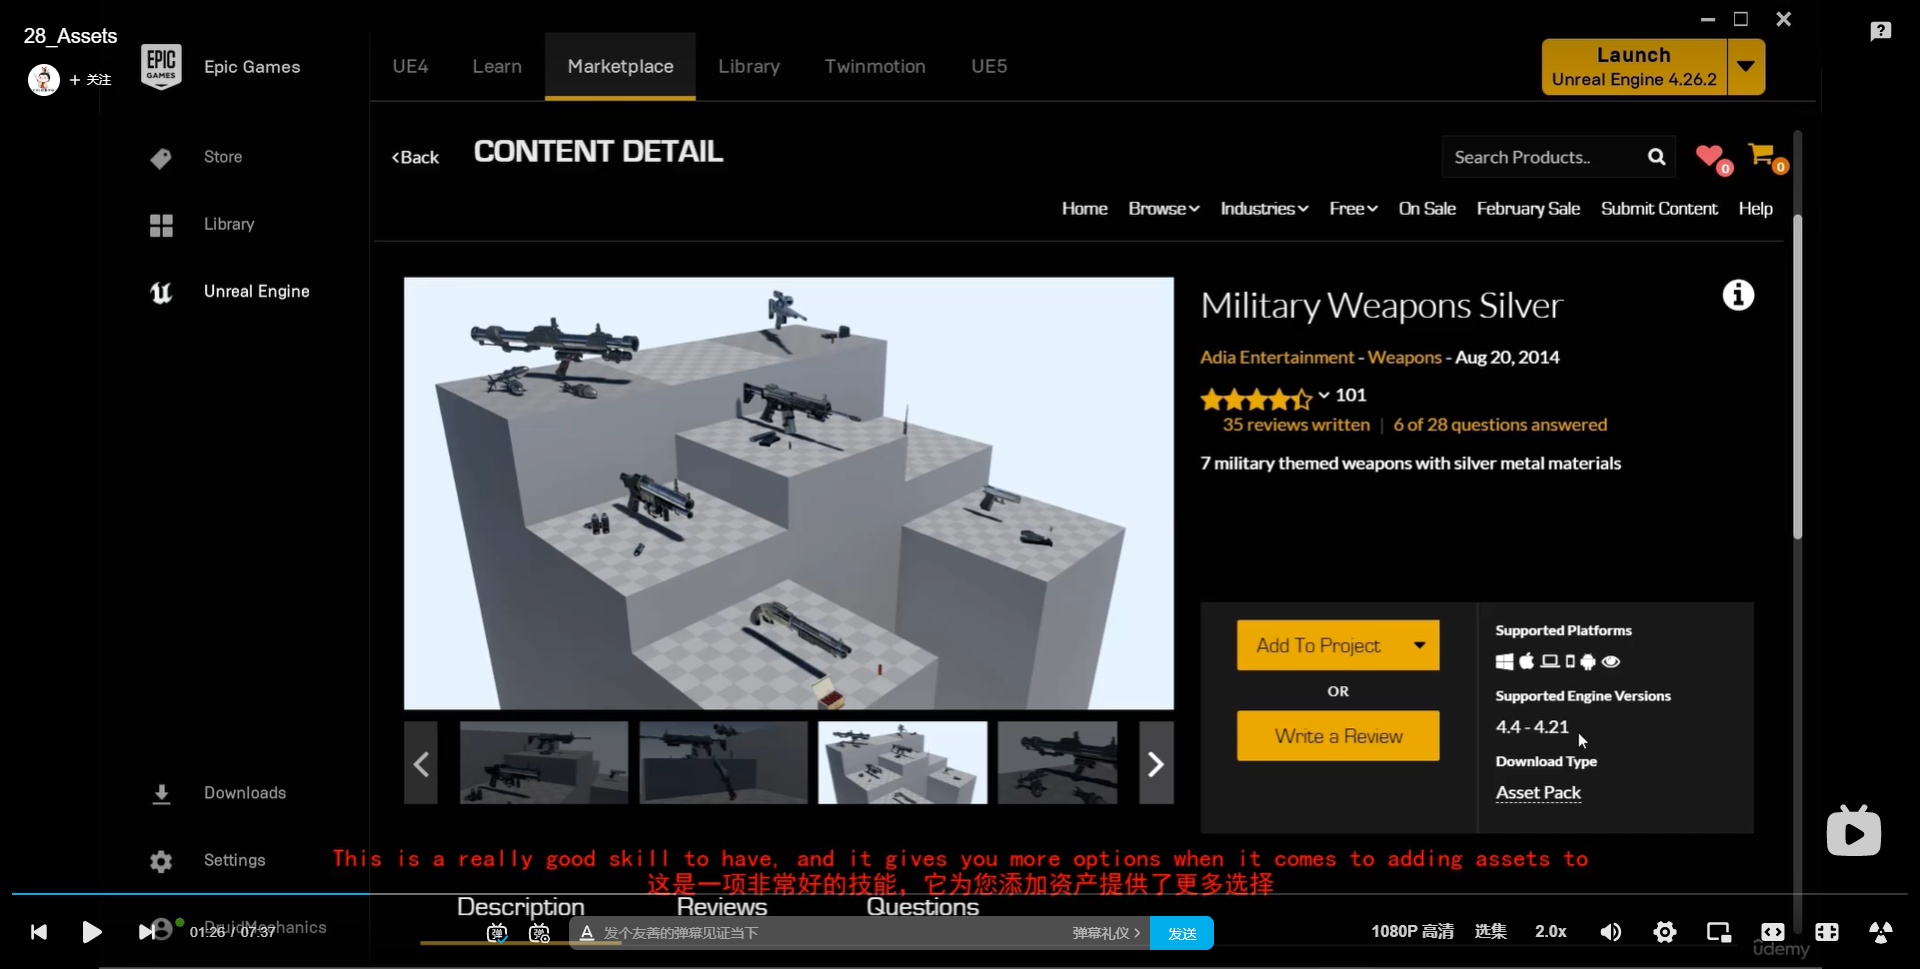 28_Assets
+ 关注
EPIC GAMES
Epic Games
UE4
Learn
Marketplace
Library
Twinmotion
UE5
Launch
Unreal Engine 4.26.2
Store
Library
Unreal Engine
Downloads
Settings
DruidMechanics
<Back
CONTENT DETAIL
Search Products..
0
0
Home
Browse
Industries
Free
On Sale
February Sale
Submit Content
Help
Military Weapons Silver
Adia Entertainment - Weapons - Aug 20, 2014
101
35 reviews written | 6 of 28 questions answered
7 military themed weapons with silver metal materials
Add To Project
OR
Write a Review
Supported Platforms
Supported Engine Versions
4.4 - 4.21
Download Type
Asset Pack
This is a really good skill to have, and it gives you more options when it comes to adding assets to
这是一项非常好的技能，它为您添加资产提供了更多选择
Description
Reviews
Questions
01:26 / 07:37
弹
弹
A 发个友善的弹幕见证当下
弹幕礼仪 >
发送
1080P 高清
选集
2.0x
udemy